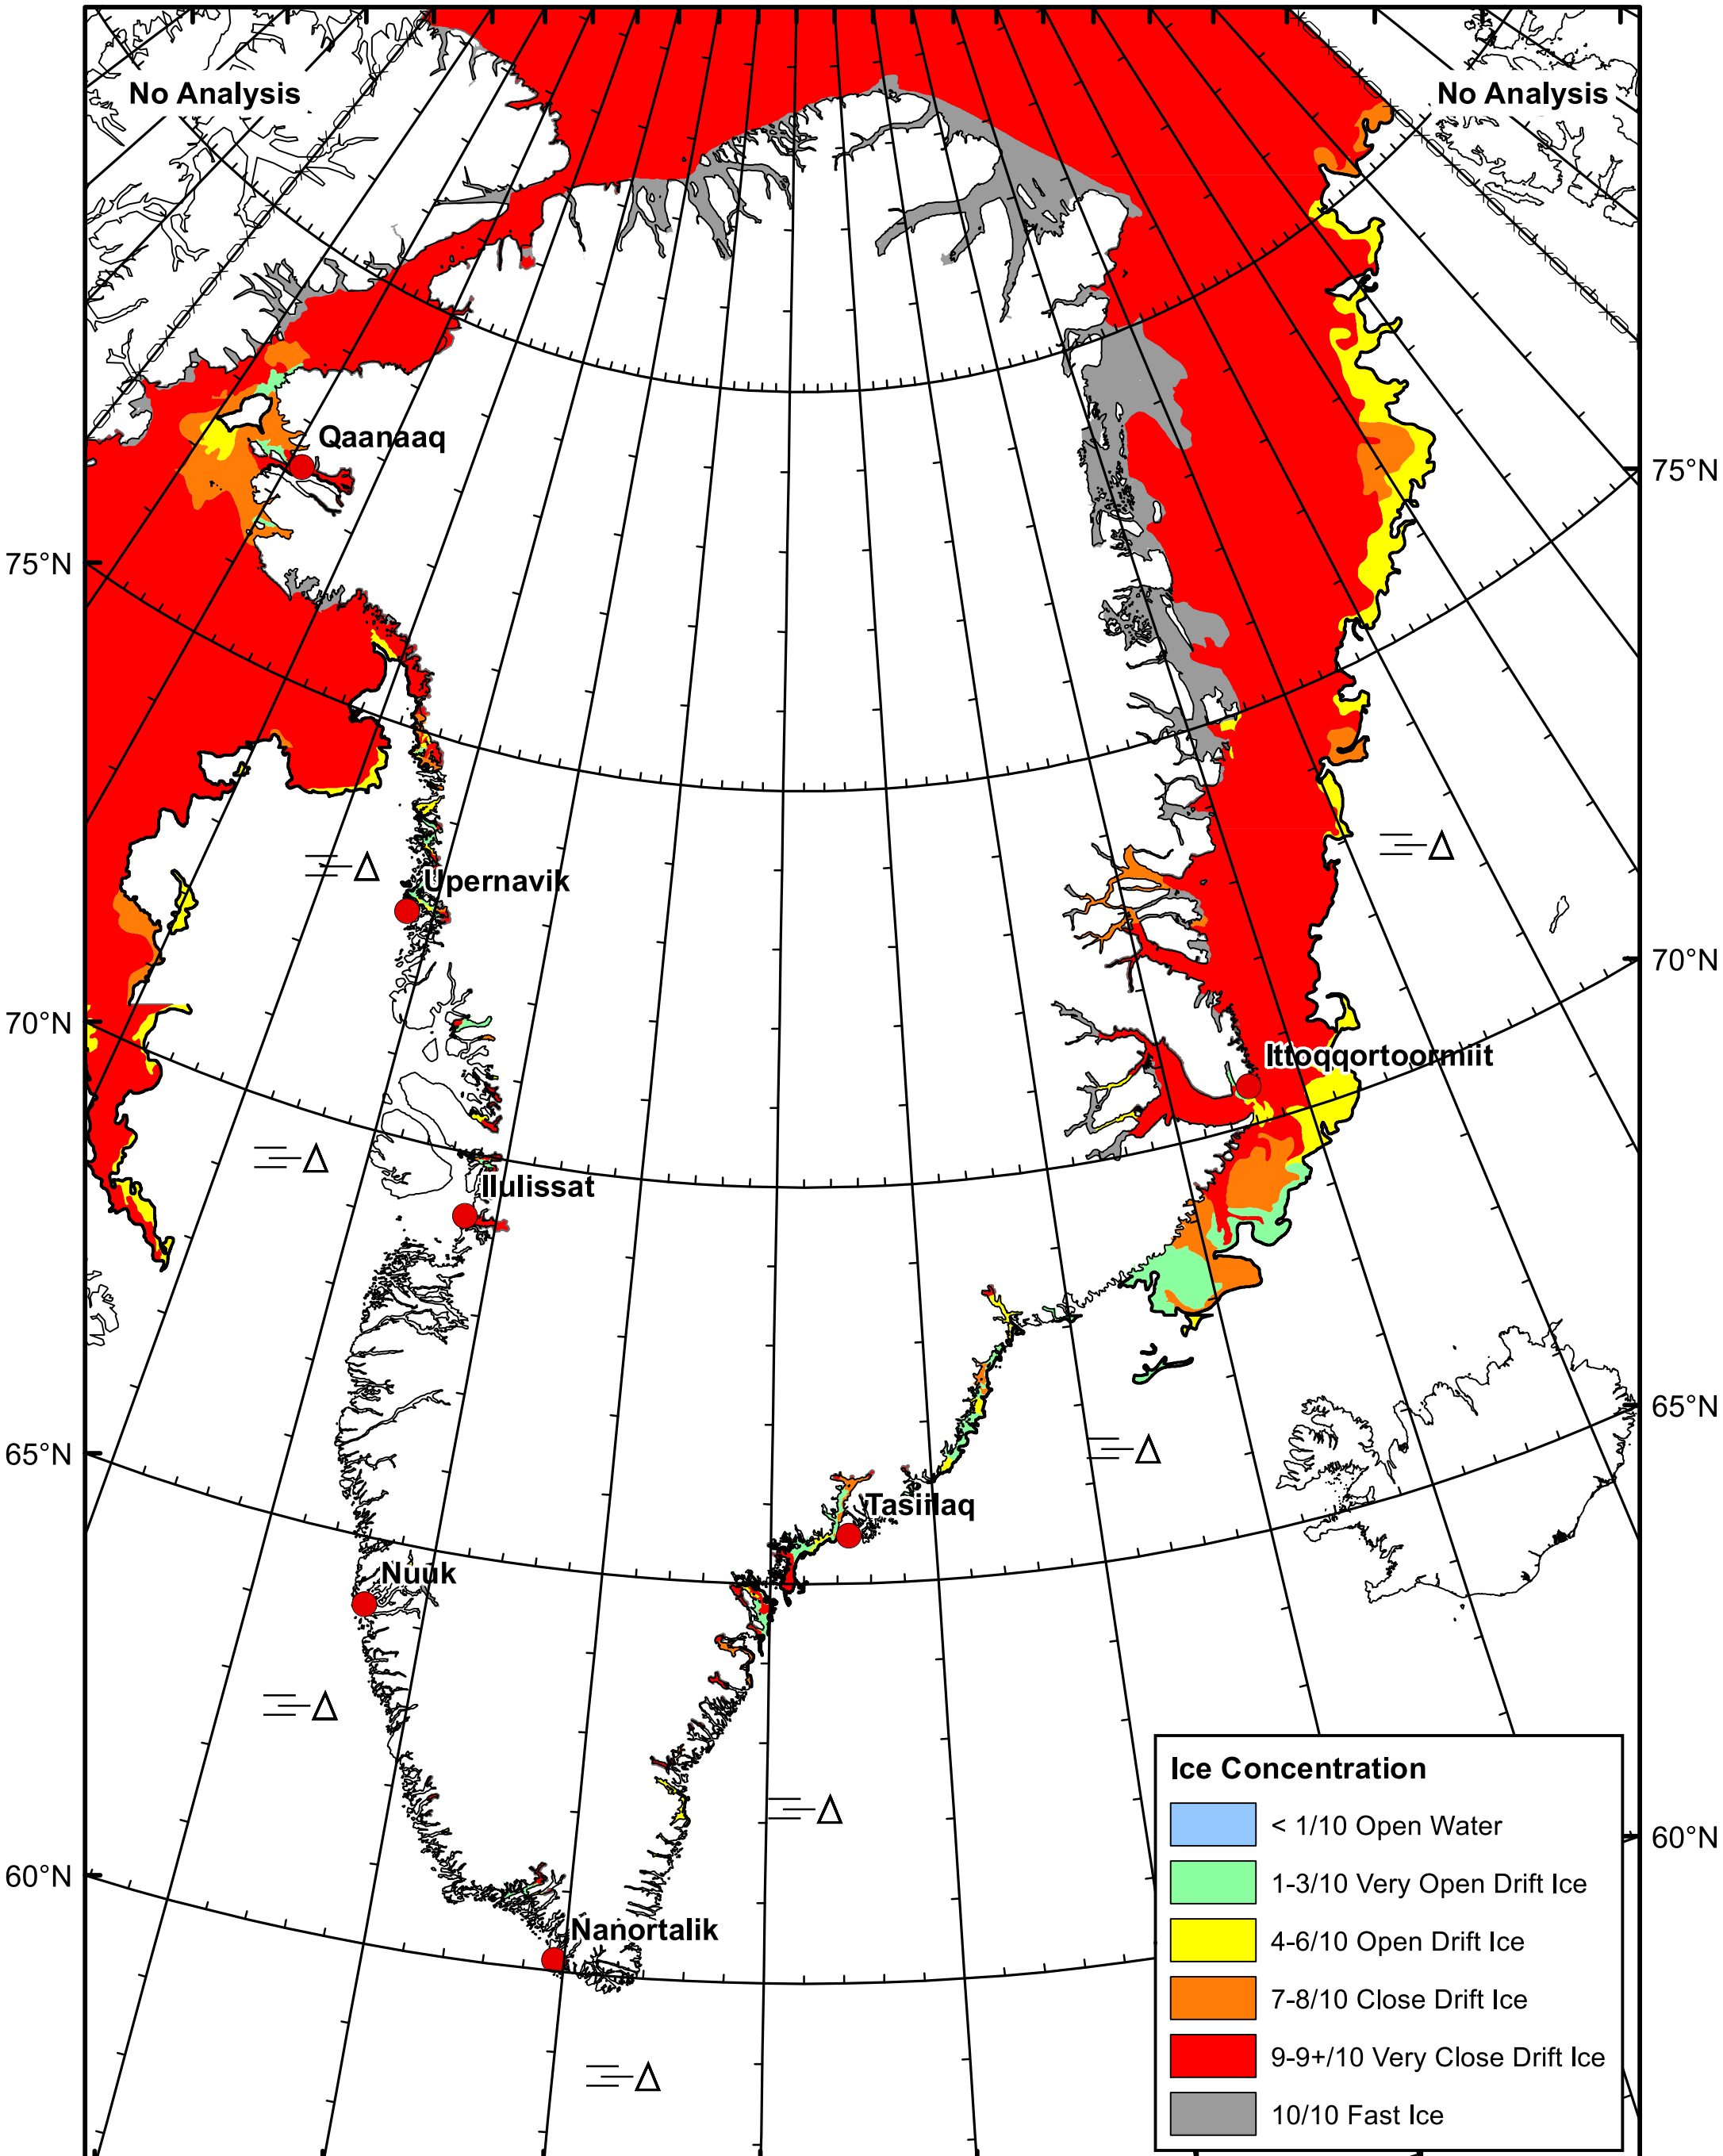 No Analysis
No Analysis
Qaanaaq
75°N
75°N
Upernavik
70°N
70°N
Ittoqqortoormiit
Ilulissat
65°N
65°N
Tasiilaq
Nuuk
60°N
60°N
Nanortalik
Ice Concentration
< 1/10 Open Water
1-3/10 Very Open Drift Ice
4-6/10 Open Drift Ice
7-8/10 Close Drift Ice
9-9+/10 Very Close Drift Ice
10/10 Fast Ice